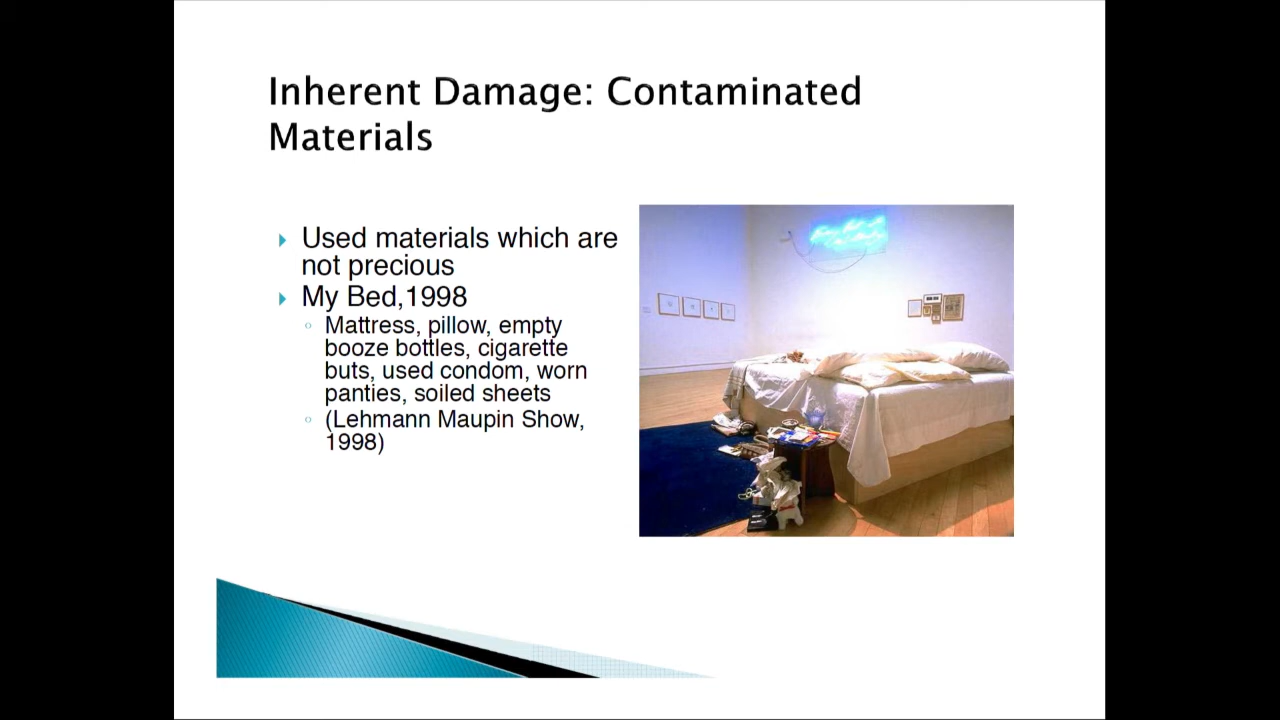 Inherent Damage: Contaminated
Materials
Used materials which are
not precious
My Bed,1998
Mattress, pillow, empty
booze bottles, cigarette
buts, used condom, worn
panties, soiled sheets
(Lehmann Maupin Show,
1998)